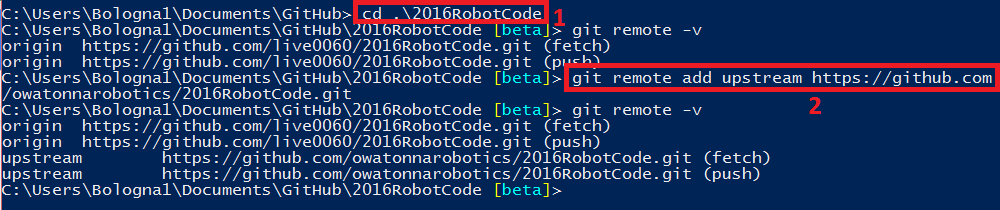 C:\Users\Bolognal\Documents\GitHub> cd .\2016RobotCode 1
C:\Users\Bolognal\Documents\GitHub\2016RobotCode [beta]> git remote -v
origin  https://github.com/live0060/2016RobotCode.git (fetch)
origin  https://github.com/live0060/2016RobotCode.git (push)
C:\Users\Bolognal\Documents\GitHub\2016RobotCode [beta]> git remote add upstream https://github.com
/owatonnarobotics/2016RobotCode.git 2
C:\Users\Bolognal\Documents\GitHub\2016RobotCode [beta]> git remote -v
origin  https://github.com/live0060/2016RobotCode.git (fetch)
origin  https://github.com/live0060/2016RobotCode.git (push)
upstream        https://github.com/owatonnarobotics/2016RobotCode.git (fetch)
upstream        https://github.com/owatonnarobotics/2016RobotCode.git (push)
C:\Users\Bolognal\Documents\GitHub\2016RobotCode [beta]>